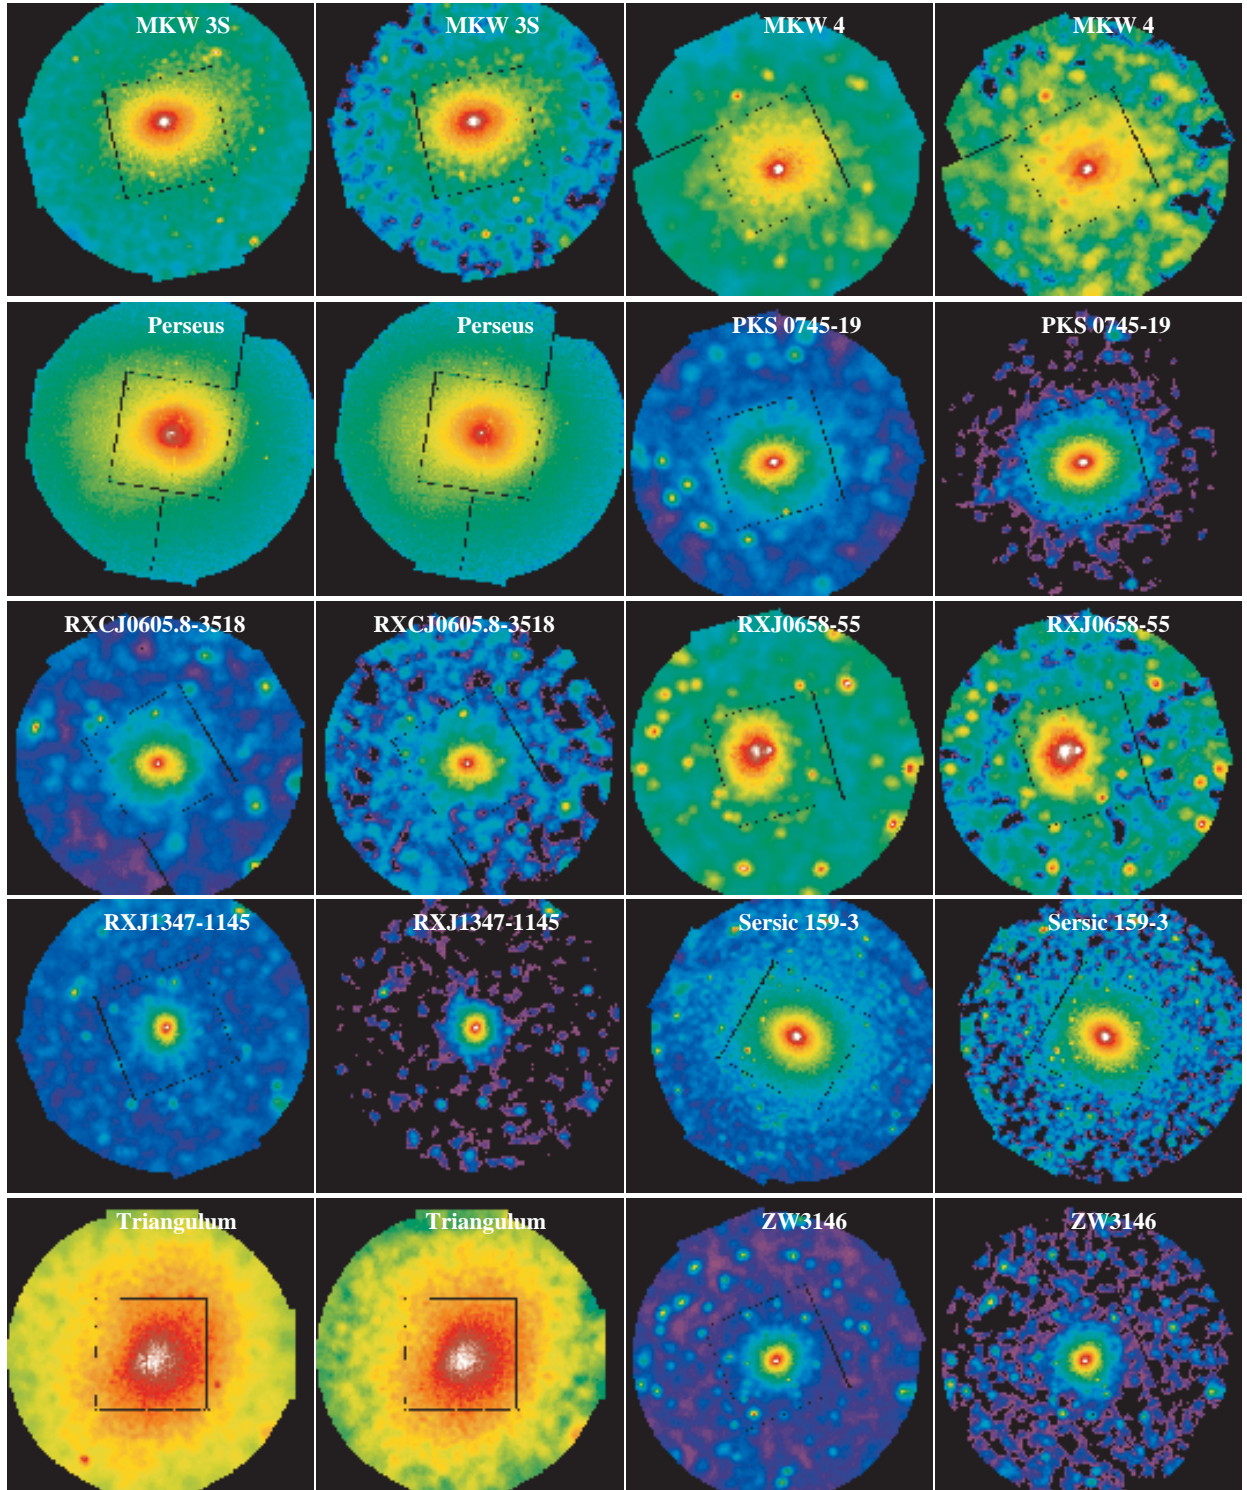 MKW 3S
MKW 3S
MKW 4
MKW 4
Perseus
Perseus
PKS 0745-19
PKS 0745-19
RXCJ0605.8-3518
RXCJ0605.8-3518
RXJ0658-55
RXJ0658-55
RXJ1347-1145
RXJ1347-1145
Sersic 159-3
Sersic 159-3
Triangulum
Triangulum
ZW3146
ZW3146